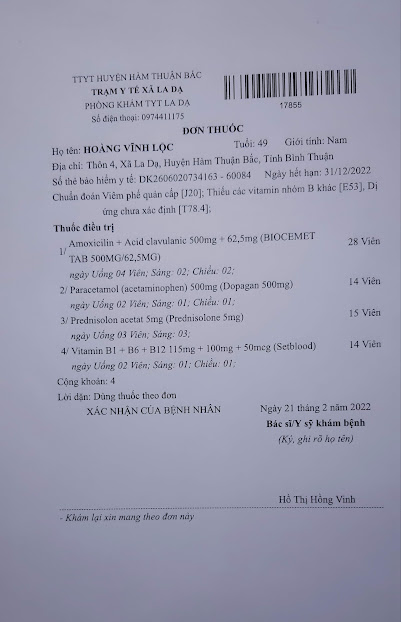 TTYT HUYỆN HÀM THUẬN BẮC
TRẠM Y TẾ XÃ LA DẠ
PHÒNG KHÁM TYT LA DẠ
Số điện thoại: 0974411175
17855
ĐƠN THUỐC
Họ tên: HOÀNG VĨNH LỘC Tuổi: 49 Giới tính: Nam
Địa chỉ: Thôn 4, Xã La Dạ, Huyện Hàm Thuận Bắc, Tỉnh Bình Thuận
Số thẻ bảo hiểm y tế: DK2606020734163 - 60084 Ngày hết hạn: 31/12/2022
Chuẩn đoán Viêm phế quản cấp [J20]; Thiếu các vitamin nhóm B khác [E53], Dị
ứng chưa xác định [T78.4];
Thuốc điều trị
1/ Amoxicilin + Acid clavulanic 500mg + 62,5mg (BIOCEMET
TAB 500MG/62,5MG) 28 Viên
ngày Uống 04 Viên; Sáng: 02; Chiều: 02;
2/ Paracetamol (acetaminophen) 500mg (Dopagan 500mg) 14 Viên
ngày Uống 02 Viên; Sáng: 01; Chiều: 01;
3/ Prednisolon acetat 5mg (Prednisolone 5mg) 15 Viên
ngày Uống 03 Viên; Sáng: 03;
4/ Vitamin B1 + B6 + B12 115mg + 100mg + 50mcg (Setblood) 14 Viên
ngày Uống 02 Viên; Sáng: 01; Chiều: 01;
Cộng khoản: 4
Lời dặn: Dùng thuốc theo đơn
XÁC NHẬN CỦA BỆNH NHÂN Ngày 21 tháng 2 năm 2022
Bác sĩ/Y sỹ khám bệnh
(Ký, ghi rõ họ tên)
Hồ Thị Hồng Vinh
- Khám lại xin mang theo đơn này